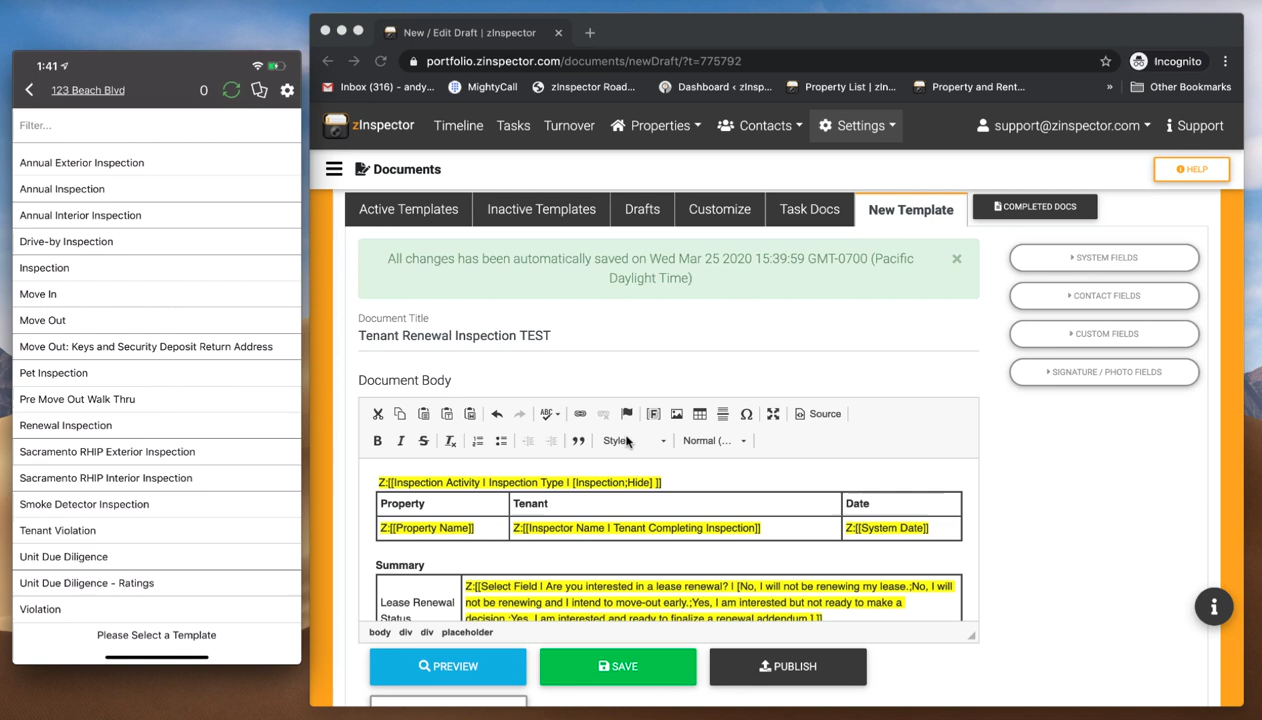 1:41
123 Beach Blvd
0
Filter...
Annual Exterior Inspection
Annual Inspection
Annual Interior Inspection
Drive-by Inspection
Inspection
Move In
Move Out
Move Out: Keys and Security Deposit Return Address
Pet Inspection
Pre Move Out Walk Thru
Renewal Inspection
Sacramento RHIP Exterior Inspection
Sacramento RHIP Interior Inspection
Smoke Detector Inspection
Tenant Violation
Unit Due Diligence
Unit Due Diligence - Ratings
Violation
Please Select a Template
New / Edit Draft | zInspector
portfolio.zinspector.com/documents/newDraft/?t=775792
Incognito
Inbox (316) - andy...
MightyCall
zInspector Road...
Dashboard ‹ zInsp...
Property List | zIn...
Property and Rent...
»
Other Bookmarks
zInspector
Timeline
Tasks
Turnover
Properties
Contacts
Settings
support@zinspector.com
Support
Documents
HELP
Active Templates
Inactive Templates
Drafts
Customize
Task Docs
New Template
COMPLETED DOCS
All changes has been automatically saved on Wed Mar 25 2020 15:39:59 GMT-0700 (Pacific
Daylight Time)
×
SYSTEM FIELDS
CONTACT FIELDS
CUSTOM FIELDS
SIGNATURE / PHOTO FIELDS
Document Title
Tenant Renewal Inspection TEST
Document Body
ABC
Source
B I S
Styles
Normal (...
Z:[[Inspection Activity | Inspection Type | [Inspection;Hide] ]]
Property Tenant Date
Z:[[Property Name]] Z:[[Inspector Name | Tenant Completing Inspection]] Z:[[System Date]]
Summary
Lease Renewal
Status
Z:[[Select Field | Are you interested in a lease renewal? | [No, I will not be renewing my lease.;No, I will
not be renewing and I intend to move-out early.;Yes, I am interested but not ready to make a
decision.;Yes, I am interested and ready to finalize a renewal addendum.] ]]
body div div placeholder
PREVIEW
SAVE
PUBLISH